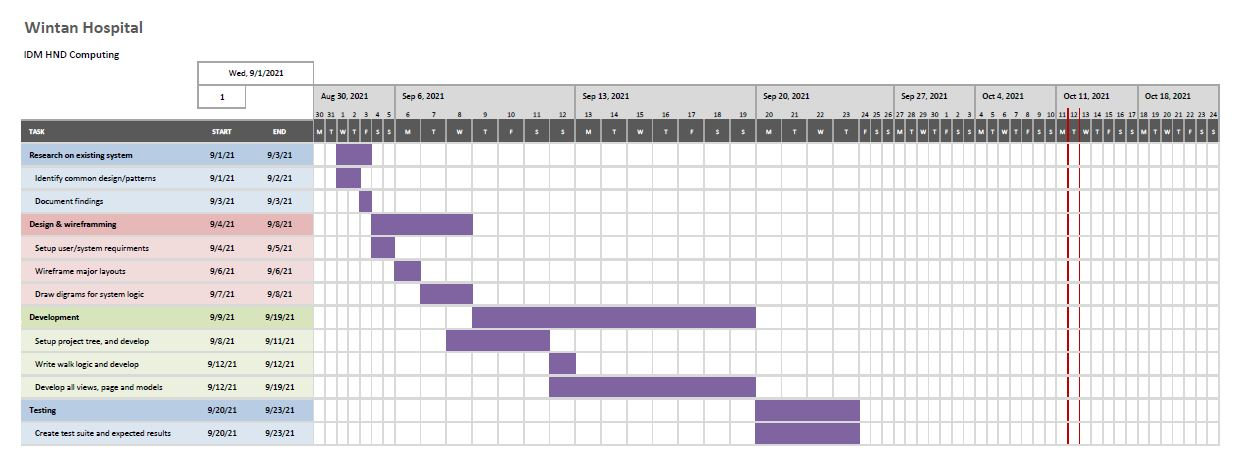 Wintan Hospital
IDM HND Computing
Wed, 9/1/2021
1
Aug 30, 2021 Sep 6, 2021 Sep 13, 2021 Sep 20, 2021 Sep 27, 2021 Oct 4, 2021 Oct 11, 2021 Oct 18, 2021
30 31 1 2 3 4 5 6 7 8 9 10 11 12 13 14 15 16 17 18 19 20 21 22 23 24 25 26 27 28 29 30 1 2 3 4 5 6 7 8 9 10 11 12 13 14 15 16 17 18 19 20 21 22 23 24
TASK START END M T W T F S S M T W T F S S M T W T F S S M T W T F S S M T W T F S S M T W T F S S M T W T F S S M T W T F S S
Research on existing system 9/1/21 9/3/21
Identify common design/patterns 9/1/21 9/2/21
Document findings 9/3/21 9/3/21
Design & wireframming 9/4/21 9/8/21
Setup user/system requirments 9/4/21 9/5/21
Wireframe major layouts 9/6/21 9/6/21
Draw digrams for system logic 9/7/21 9/8/21
Development 9/9/21 9/19/21
Setup project tree, and develop 9/8/21 9/11/21
Write walk logic and develop 9/12/21 9/12/21
Develop all views, page and models 9/12/21 9/19/21
Testing 9/20/21 9/23/21
Create test suite and expected results 9/20/21 9/23/21